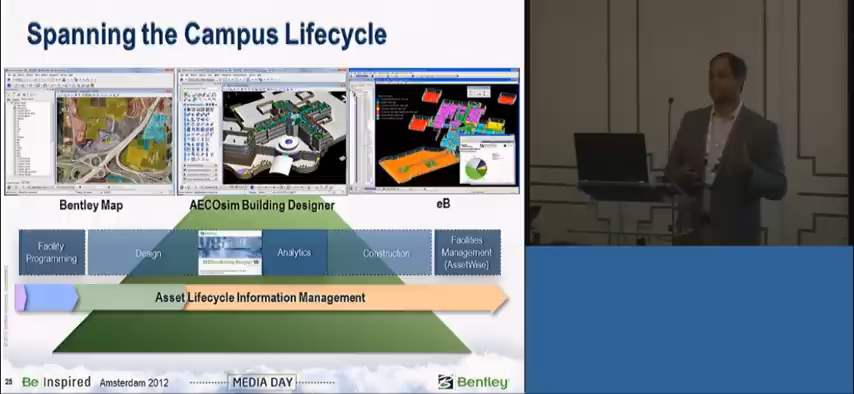 Spanning the Campus Lifecycle
Bentley Map
AECOsim Building Designer
eB
Facility
Programming
Design
Analytics
Construction
Facilities
Management
(AssetWise)
Asset Lifecycle Information Management
25 Be Inspired Amsterdam 2012 MEDIA DAY Bentley